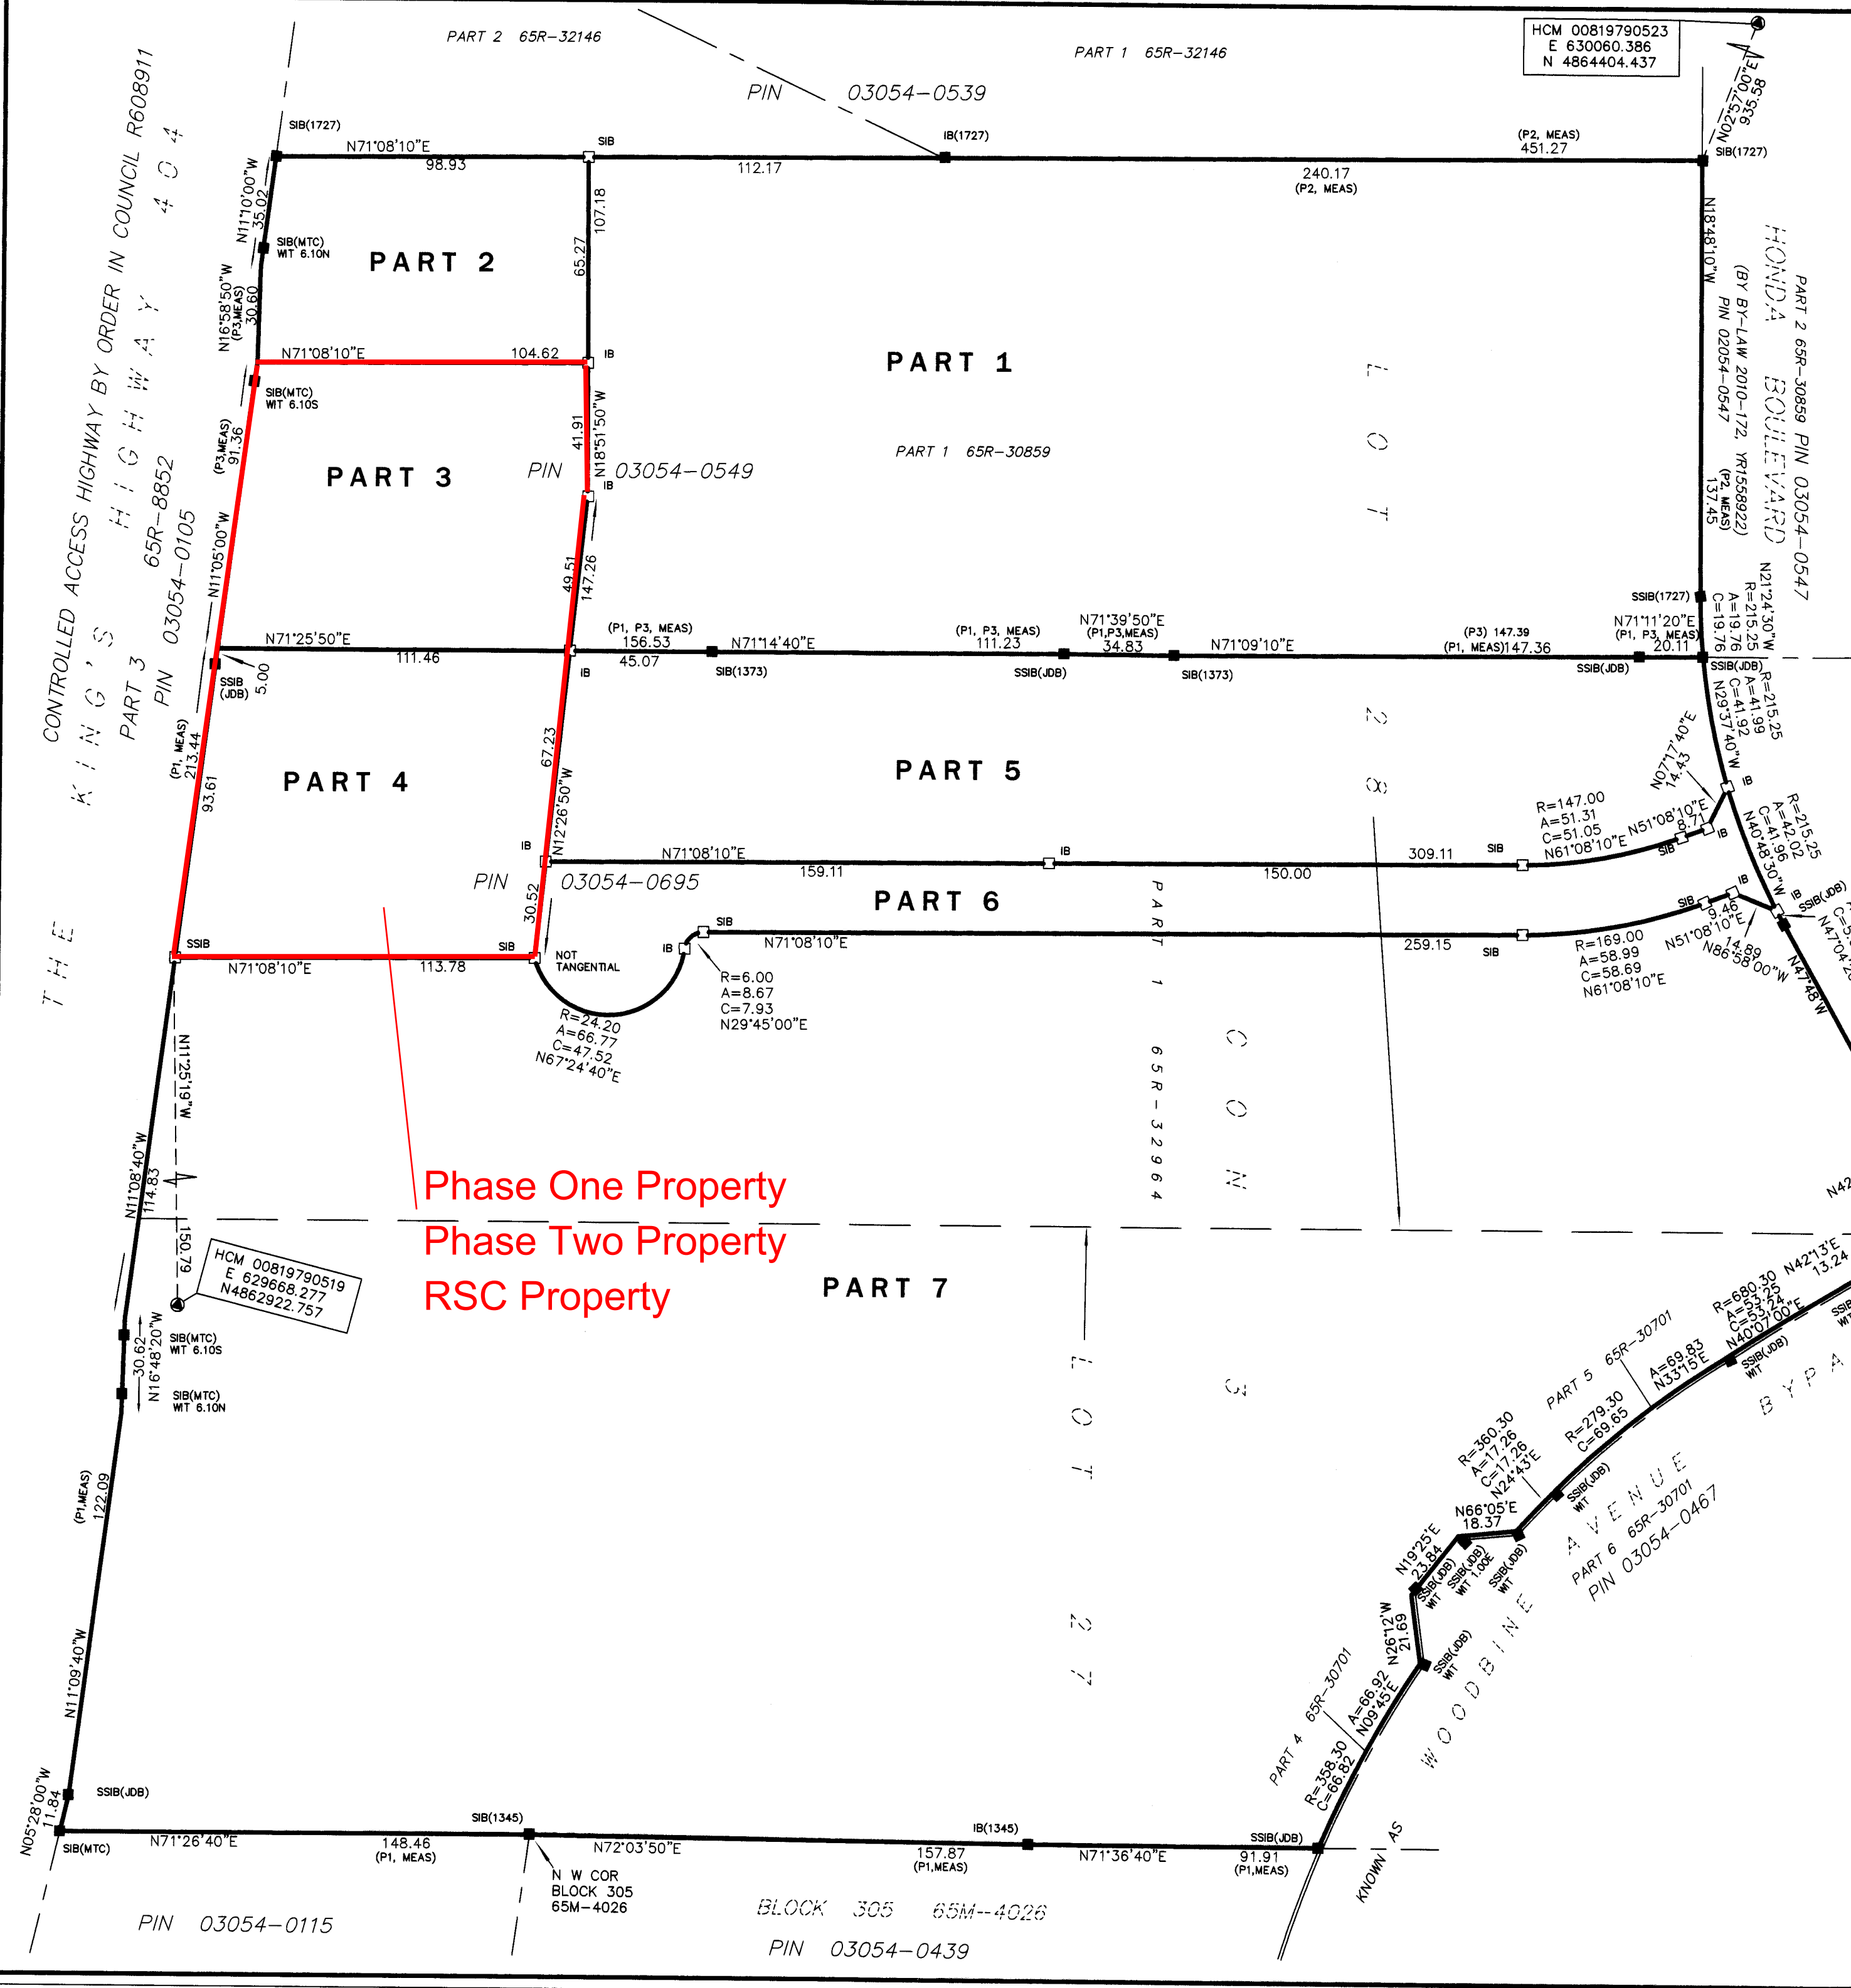 PART 2 65R-32146
PART 1 65R-32146
PIN 03054-0539
HCM 00819790523
E 630060.386
N 4864404.437
N02°57'00"E
935.58
SIB(1727)
N71°08'10"E
98.93
SIB
112.17
IB(1727)
240.17
(P2, MEAS)
(P2, MEAS)
451.27
SIB(1727)
CONTROLLED ACCESS HIGHWAY BY ORDER IN COUNCIL R608911
THE KING'S HIGHWAY 404
PART 3 65R-8852
PIN 03054-0105
N11°10'00"W
35.02
SIB(MTC)
WIT 6.10N
PART 2
107.18
65.27
N16°58'50"W
(P3,MEAS)
30.60
N71°08'10"E
104.62
IB
SIB(MTC)
WIT 6.10S
PART 1
PART 1 65R-30859
L O T
N18°48'10"W
(P2, MEAS)
137.45
HONDA BOULEVARD
(BY BY-LAW 2010-172, YR1558922)
PIN 02054-0547
PART 2 65R-30859 PIN 03054-0547
41.91
N18°51'50"W
(P3,MEAS)
91.36
PART 3
PIN 03054-0549
IB
N11°05'00"W
49.51
147.26
SSIB(1727)
N21°24'30"W
R=215.25
A=19.76
C=19.76
N71°25'50"E
111.46
5.00
SSIB
(JDB)
IB
(P1, P3, MEAS)
156.53
45.07
SIB(1373)
N71°14'40"E
(P1, P3, MEAS)
111.23
SSIB(JDB)
N71°39'50"E
(P1,P3,MEAS)
34.83
SIB(1373)
N71°09'10"E
(P3) 147.39
(P1, MEAS)147.36
SSIB(JDB)
N71°11'20"E
(P1, P3, MEAS)
20.11
SSIB(JDB)
R=215.25
A=41.99
C=41.92
N29°37'40"W
(P1, MEAS)
213.44
93.61
PART 4
67.23
N12°26'50"W
PART 5
28
N07°17'40"E
14.43
IB
R=147.00
A=51.31
C=51.05
N61°08'10"E
N51°08'10"E
8.71
SIB
IB
R=215.25
A=42.02
C=41.96
N40°48'30"W
IB
N71°08'10"E
159.11
IB
150.00
309.11
SIB
PIN 03054-0695
30.52
PART 6
SSIB
N71°08'10"E
113.78
SIB
NOT
TANGENTIAL
IB
SIB
N71°08'10"E
259.15
SIB
R=6.00
A=8.67
C=7.93
N29°45'00"E
R=24.20
A=66.77
C=47.52
N67°24'40"E
R=169.00
A=58.99
C=58.69
N61°08'10"E
SIB
9.46
N51°08'10"E
IB
14.89
N86°58'00"W
IB
SSIB(JDB)
N47°48'W
PART 1 65R-32964
CON 3
N11°25'19"W
150.79
N11°08'40"W
114.83
Phase One Property
Phase Two Property
RSC Property
HCM 00819790519
E 629668.277
N4862922.757
PART 7
LOT 27
30.62
N16°48'20"W
SIB(MTC)
WIT 6.10S
SIB(MTC)
WIT 6.10N
(P1,MEAS)
122.09
N11°09'40"W
N42°13'E
13.24
R=680.30
A=53.25
C=53.24
N40°07'00"E
SSIB(JDB)
WIT
PART 5 65R-30701
A=69.83
N33°15'E
R=279.30
C=69.65
R=360.30
A=17.26
C=17.26
N24°43'E
SSIB(JDB)
WIT
N66°05'E
18.37
SSIB(JDB)
WIT
SSIB(JDB)
WIT 1.00E
N19°25'E
23.84
SSIB(JDB)
WIT
N26°12'W
21.69
SSIB(JDB)
WIT
WOODBINE AVENUE BYPA
PART 6 65R-30701
PIN 03054-0467
PART 4 65R-30701
A=66.92
N09°45'E
R=358.30
C=66.82
KNOWN AS
N05°28'00"W
11.84
SSIB(JDB)
SIB(MTC)
N71°26'40"E
148.46
(P1, MEAS)
SIB(1345)
N72°03'50"E
N W COR
BLOCK 305
65M-4026
IB(1345)
157.87
(P1,MEAS)
N71°36'40"E
SSIB(JDB)
91.91
(P1,MEAS)
PIN 03054-0115
BLOCK 305 65M-4026
PIN 03054-0439